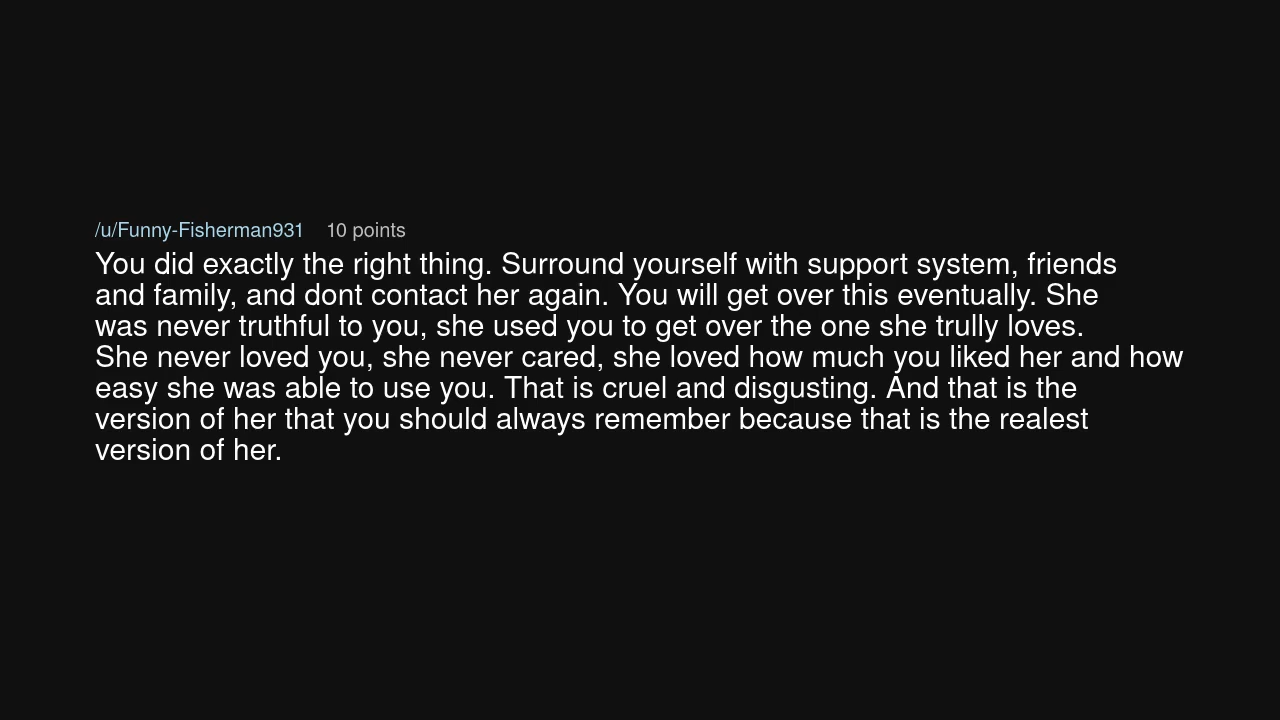 /u/Funny-Fisherman931 10 points
You did exactly the right thing. Surround yourself with support system, friends
and family, and dont contact her again. You will get over this eventually. She
was never truthful to you, she used you to get over the one she trully loves.
She never loved you, she never cared, she loved how much you liked her and how
easy she was able to use you. That is cruel and disgusting. And that is the
version of her that you should always remember because that is the realest
version of her.